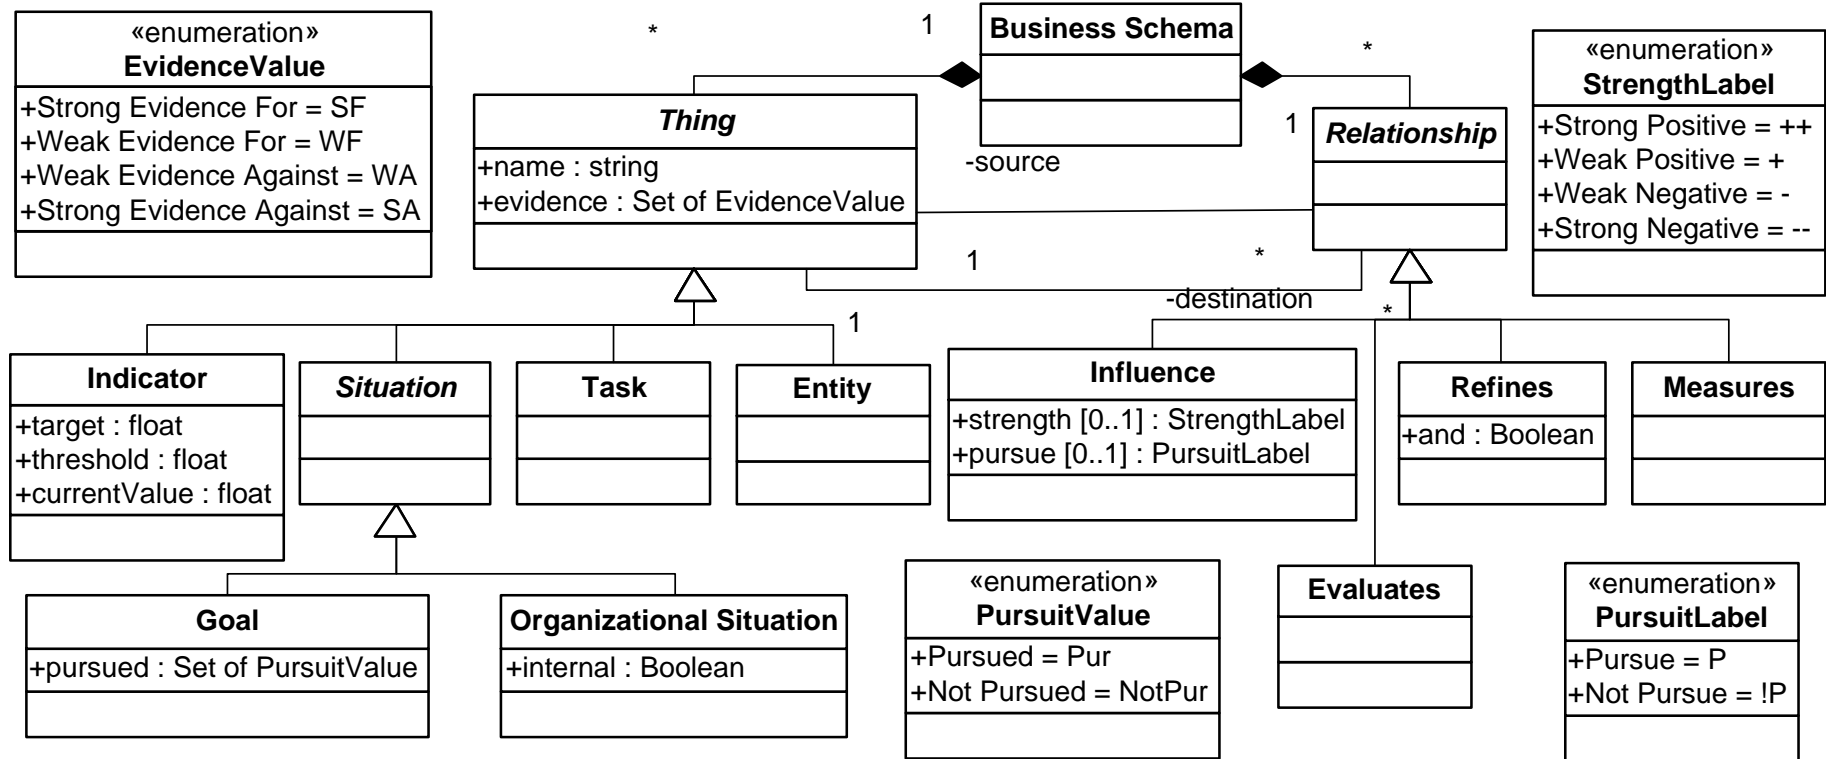 «enumeration»
EvidenceValue
+Strong Evidence For = SF
+Weak Evidence For = WF
+Weak Evidence Against = WA
+Strong Evidence Against = SA
*
1
Business Schema
*
1
«enumeration»
StrengthLabel
+Strong Positive = ++
+Weak Positive = +
+Weak Negative = -
+Strong Negative = --
Thing
+name : string
+evidence : Set of EvidenceValue
-source
Relationship
1
*
-destination
*
1
Indicator
+target : float
+threshold : float
+currentValue : float
Situation
Task
Entity
Influence
+strength [0..1] : StrengthLabel
+pursue [0..1] : PursuitLabel
Refines
+and : Boolean
Measures
Goal
+pursued : Set of PursuitValue
Organizational Situation
+internal : Boolean
«enumeration»
PursuitValue
+Pursued = Pur
+Not Pursued = NotPur
Evaluates
«enumeration»
PursuitLabel
+Pursue = P
+Not Pursue = !P